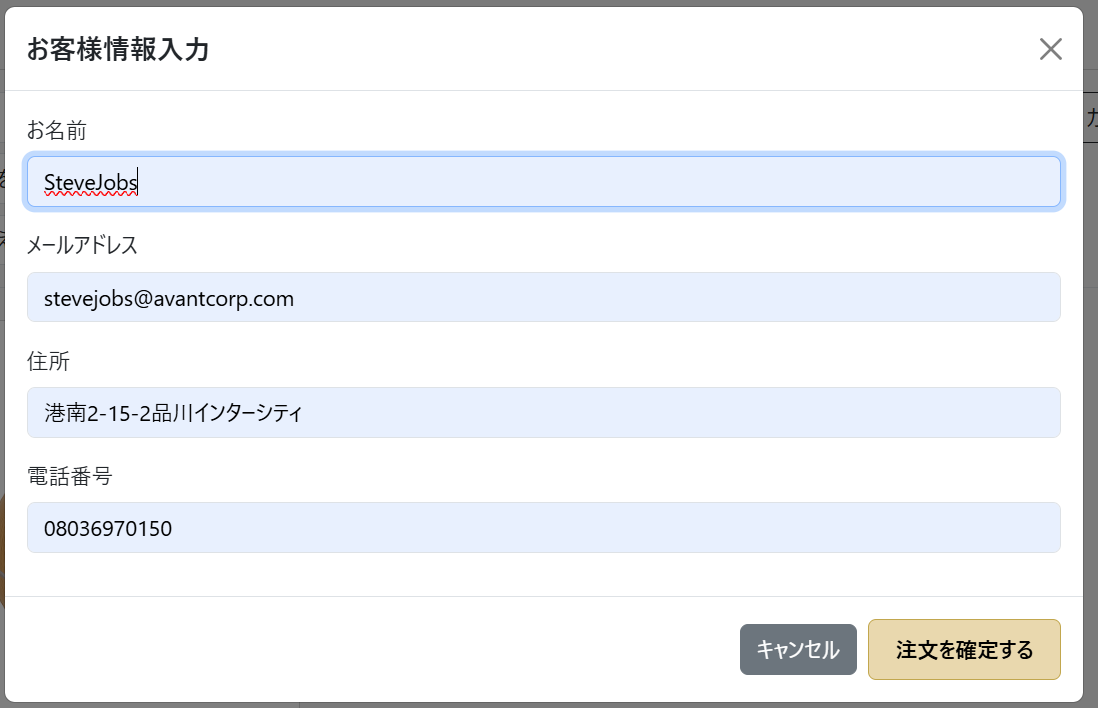 お客様情報入力
お名前
SteveJobs
メールアドレス
stevejobs@avantcorp.com
住所
港南2-15-2品川インターシティ
電話番号
08036970150
キャンセル
注文を確定する